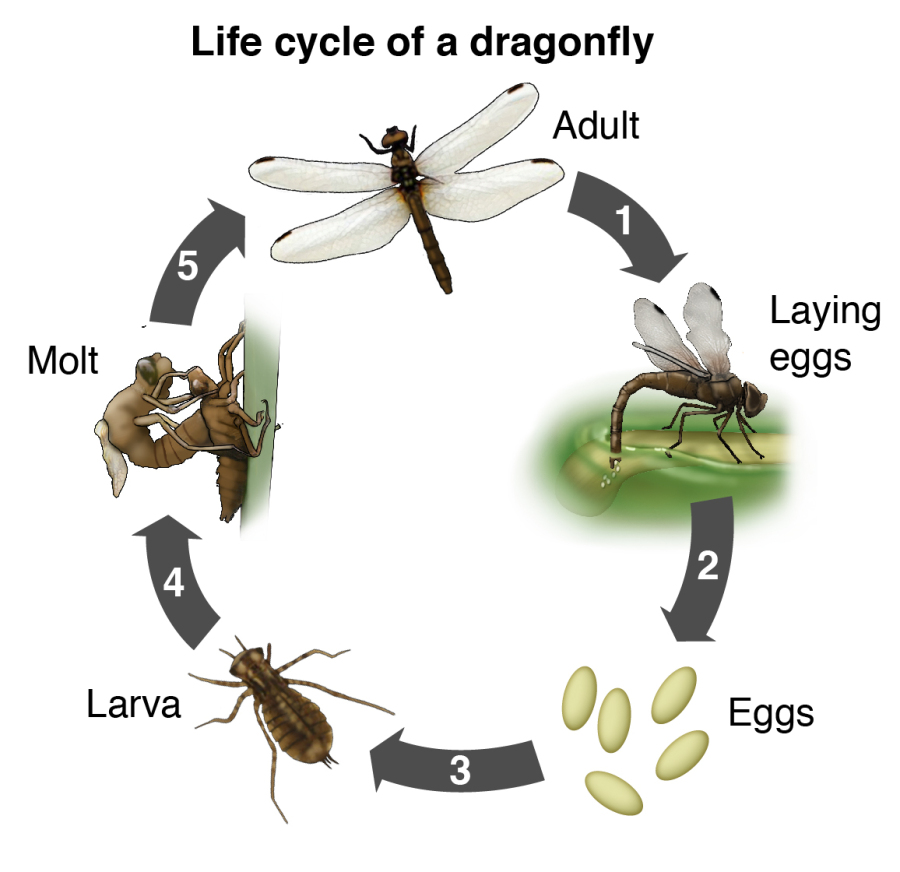 Life cycle of a dragonfly
Adult
1
Laying
eggs
2
Eggs
3
Larva
4
Molt
5